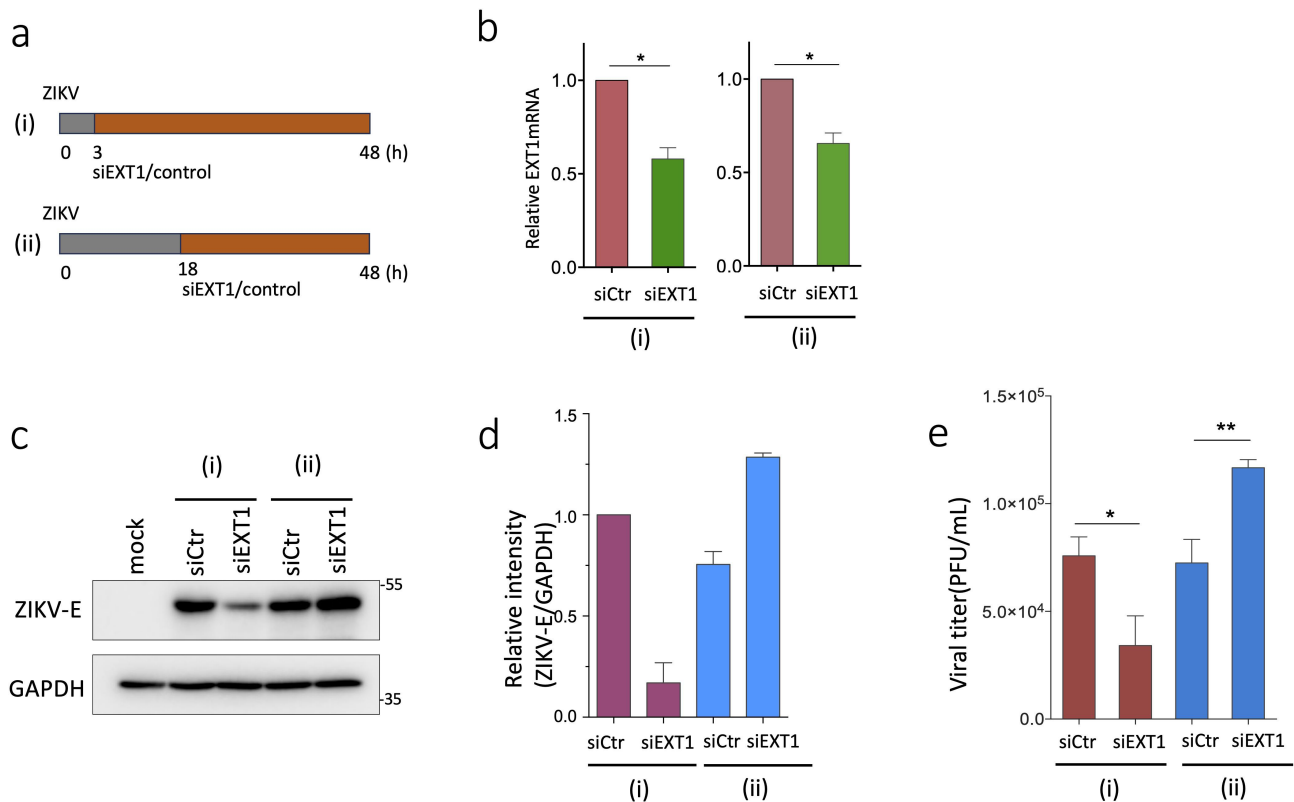 a
ZIKV
(i)
0 3 48 (h)
siEXT1/control
ZIKV
(ii)
0 18 48 (h)
siEXT1/control
b
Relative EXT1mRNA
1.0
0.5
0.0
*
siCtr siEXT1
(i)
1.0
0.5
0.0
*
siCtr siEXT1
(ii)
c
(i) (ii)
mock siCtr siEXT1 siCtr siEXT1
ZIKV-E
-55
GAPDH
-35
d
Relative intensity
(ZIKV-E/GAPDH)
1.5
1.0
0.5
0.0
siCtr siEXT1 siCtr siEXT1
(i) (ii)
e
Viral titer(PFU/mL)
1.5×10⁵
1.0×10⁵
5.0×10⁴
0.0
* **
siCtr siEXT1 siCtr siEXT1
(i) (ii)